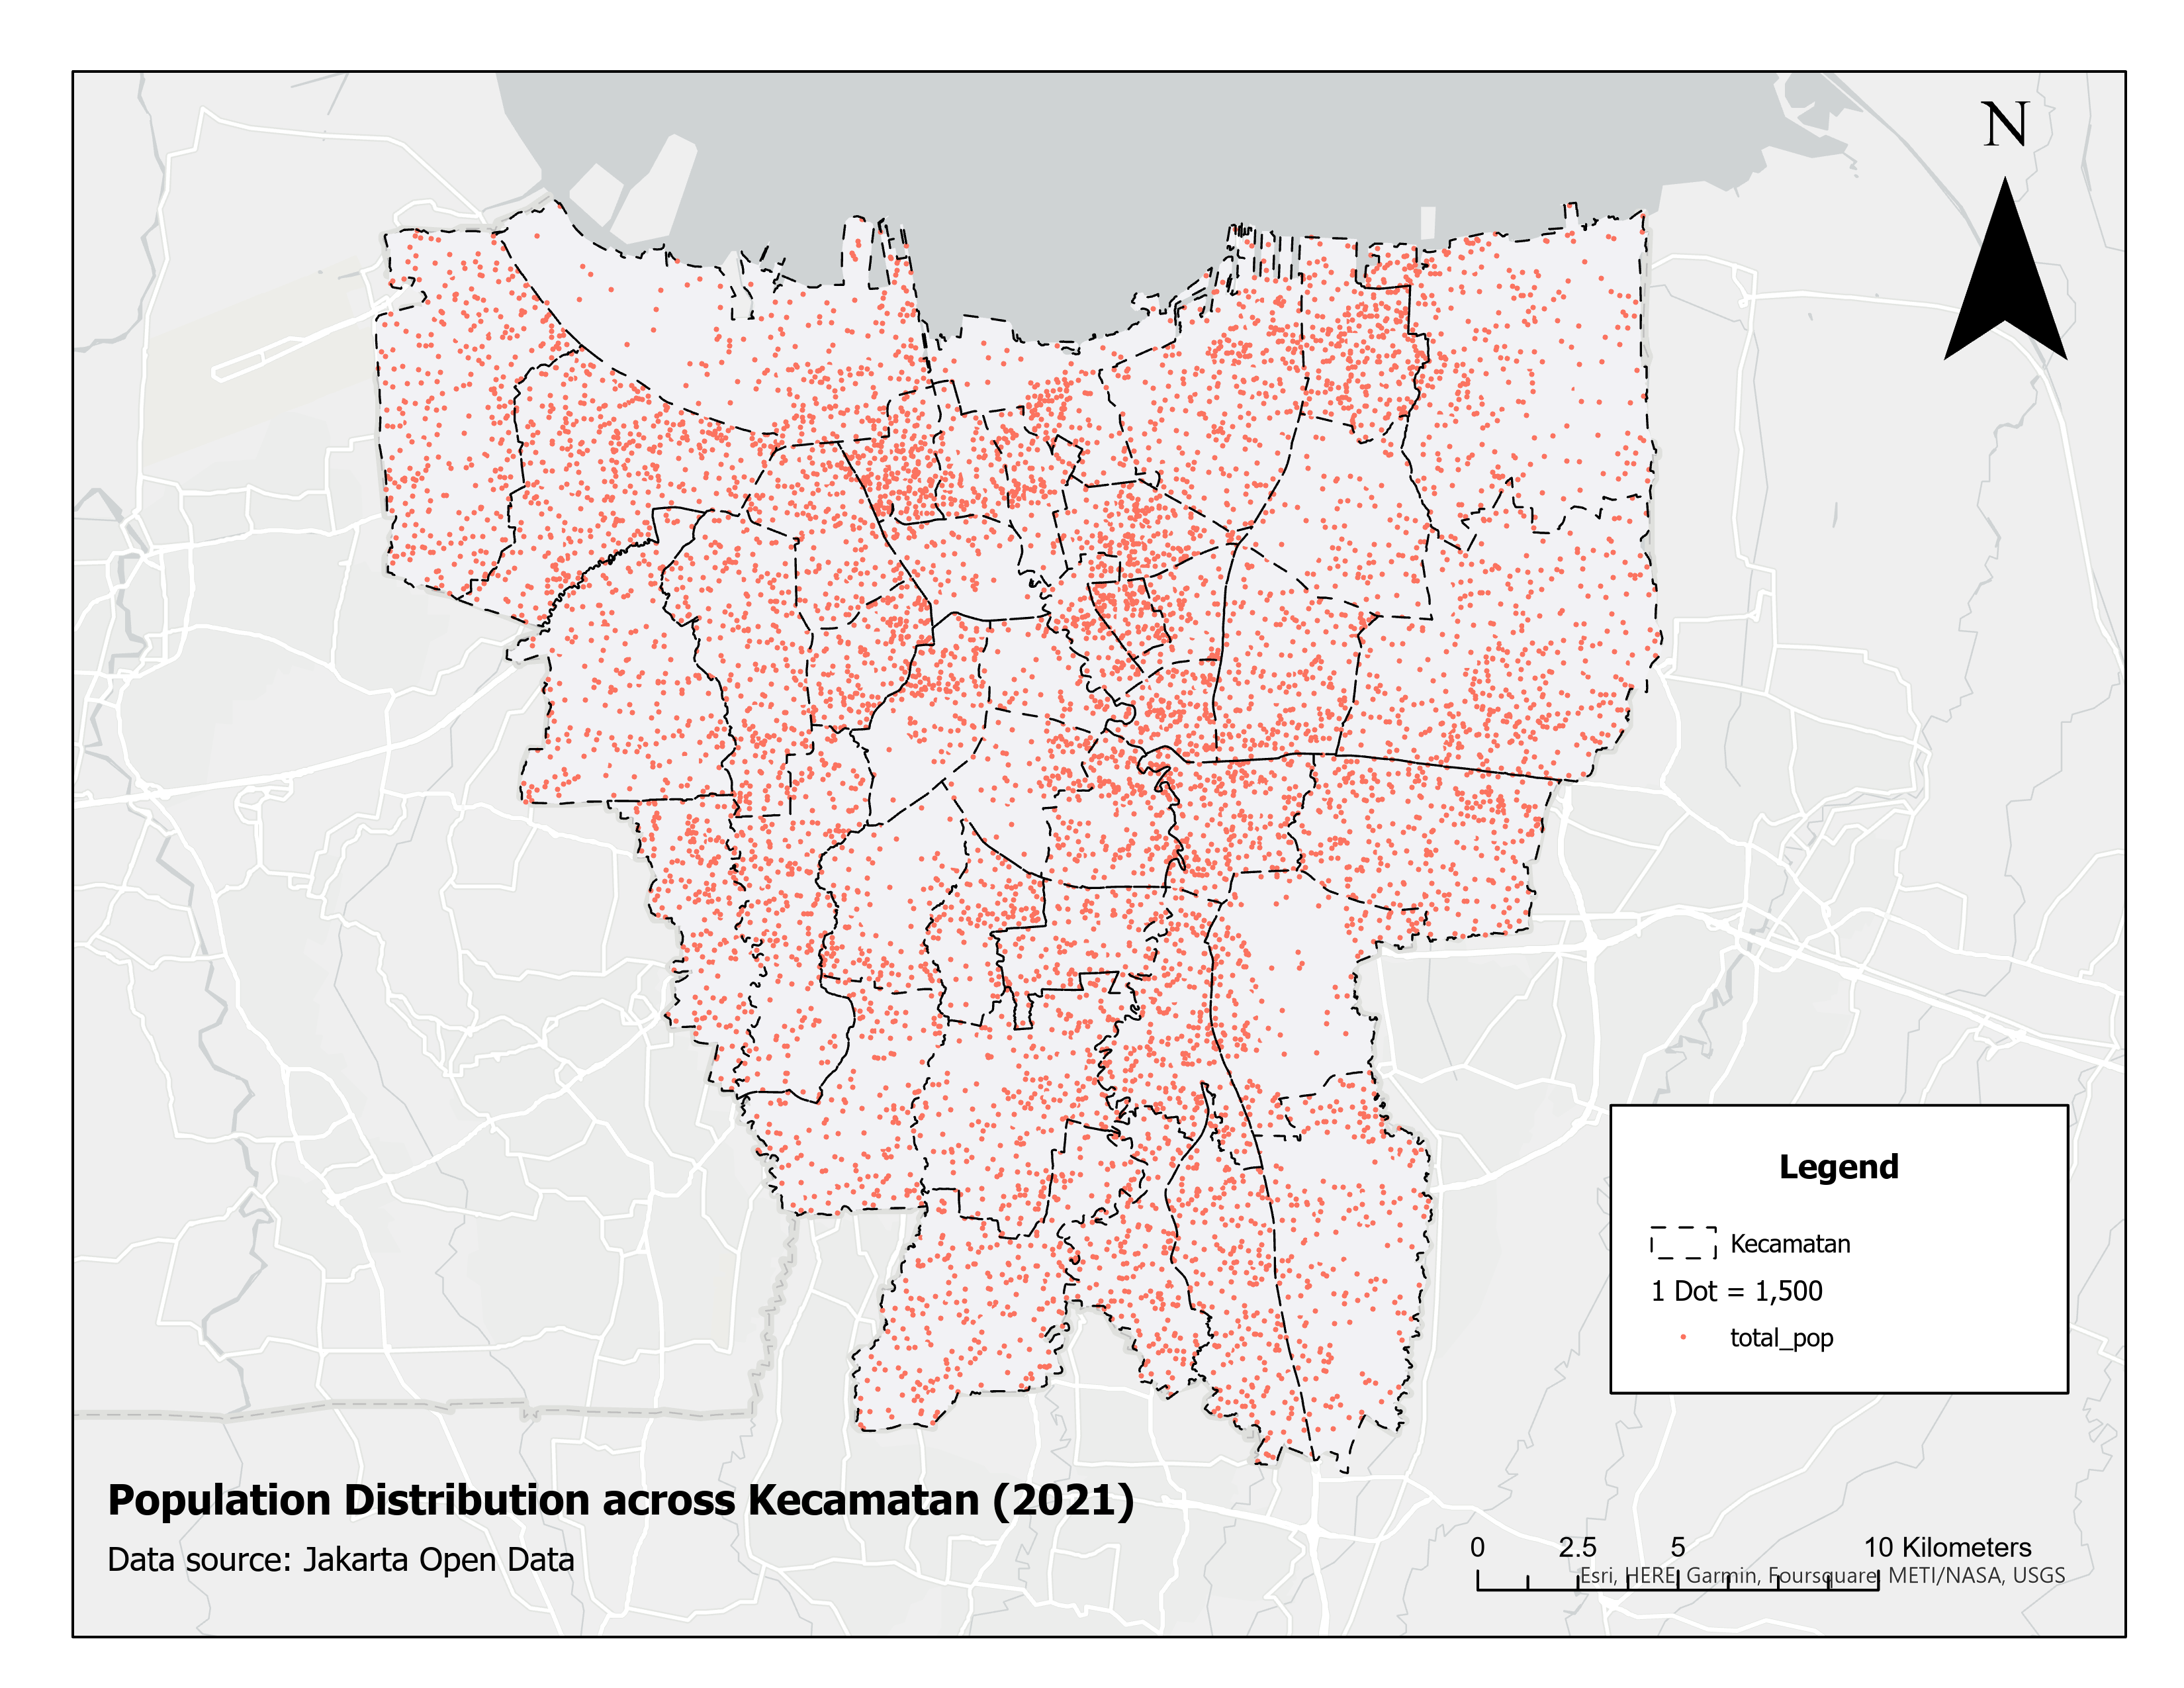 N
Legend
Kecamatan
1 Dot = 1,500
total_pop
Population Distribution across Kecamatan (2021)
Data source: Jakarta Open Data
0 2.5 5 10 Kilometers
Esri, HERE, Garmin, Foursquare, METI/NASA, USGS